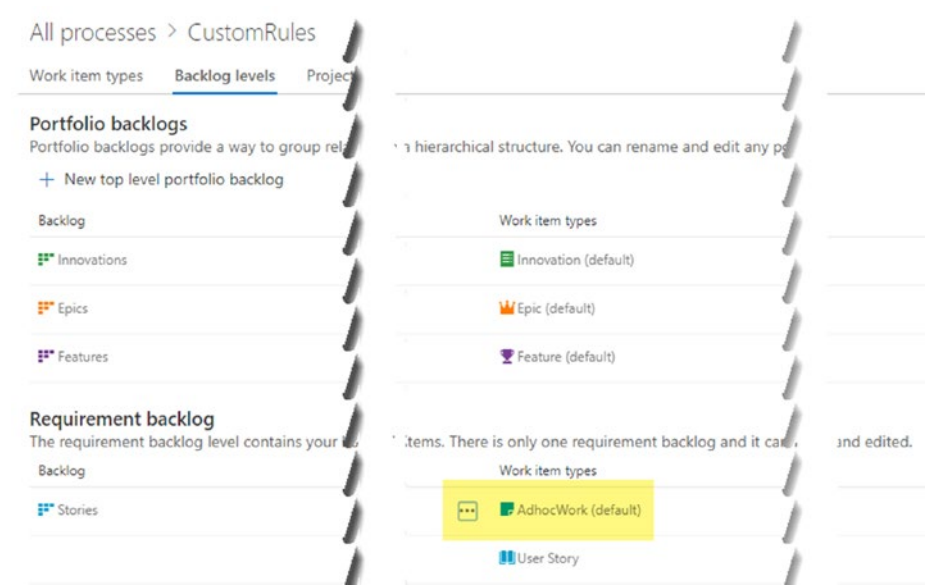 All processes > CustomRules
Work item types Backlog levels Project
Portfolio backlogs
Portfolio backlogs provide a way to group hierarchical structure. You can rename and edit any
+ New top level portfolio backlog
Backlog Work item types
Innovations Innovation (default)
Epics Epic (default)
Features Feature (default)
Requirement backlog
The requirement backlog level contains your items. There is only one requirement backlog and it and edited.
Backlog Work item types
Stories AdhocWork (default)
User Story